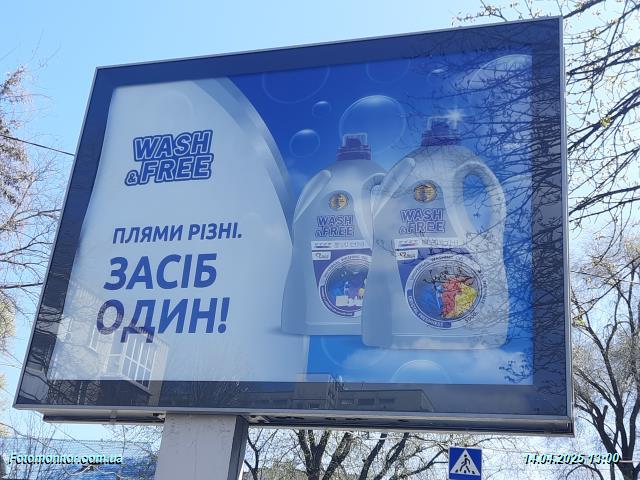 WASH
&FREE
ПЛЯМИ РІЗНІ.
ЗАСІБ
ОДИН!
WASH
&FREE
WASH
&FREE
Fotomonitor.com.ua
14.04.2025 13:00